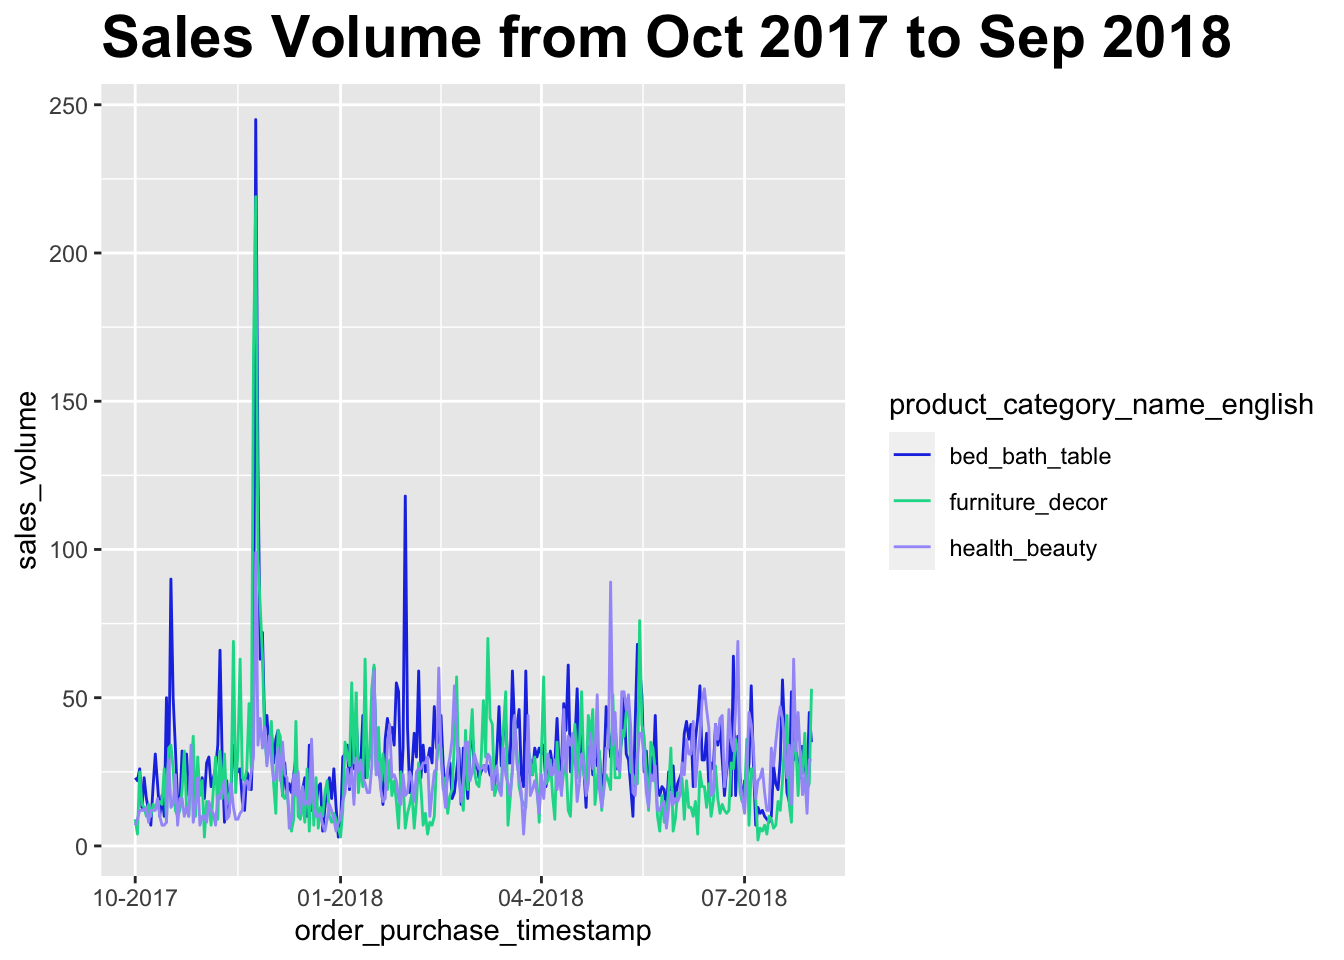 Sales Volume from Oct 2017 to Sep 2018
250
200
150
100
50
0
sales_volume
10-2017
01-2018
04-2018
07-2018
order_purchase_timestamp
product_category_name_english
bed_bath_table
furniture_decor
health_beauty